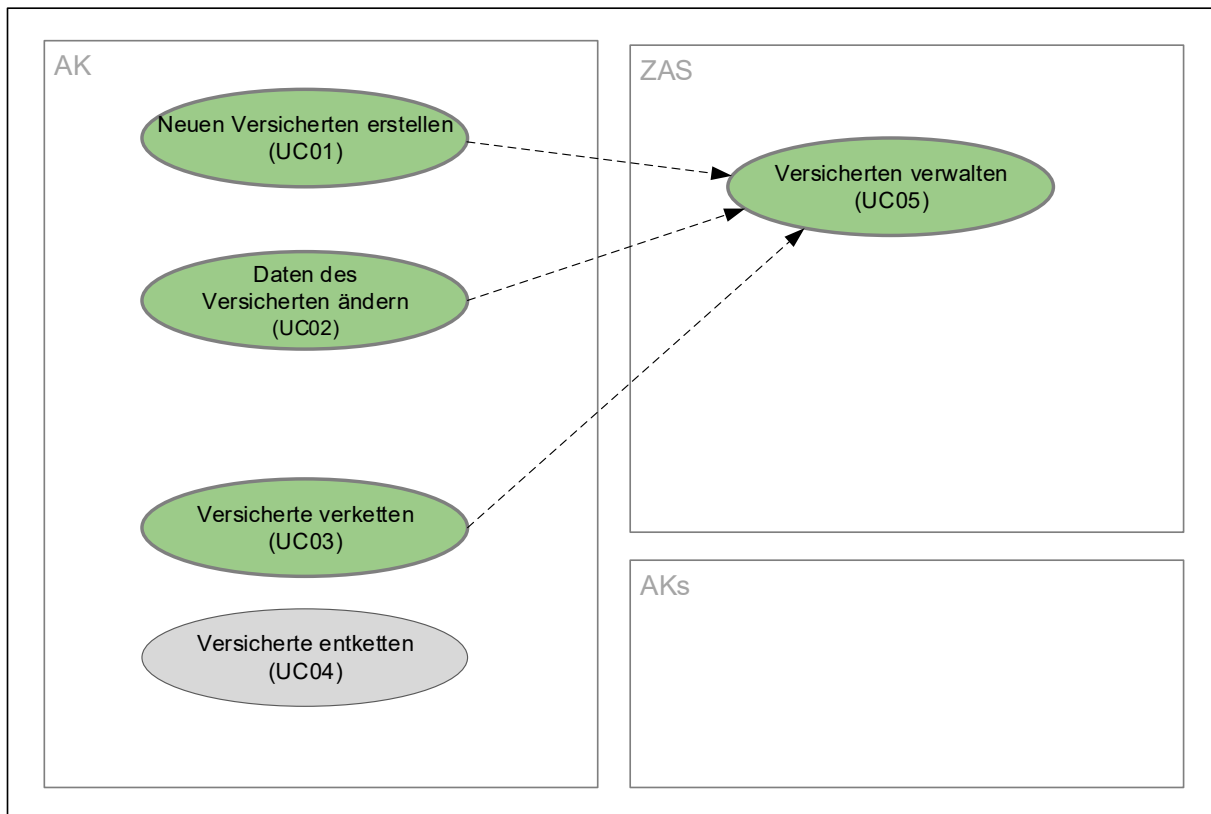 AK
Neuen Versicherten erstellen
(UC01)
Daten des
Versicherten ändern
(UC02)
Versicherte verketten
(UC03)
Versicherte entketten
(UC04)
ZAS
Versicherten verwalten
(UC05)
AKs